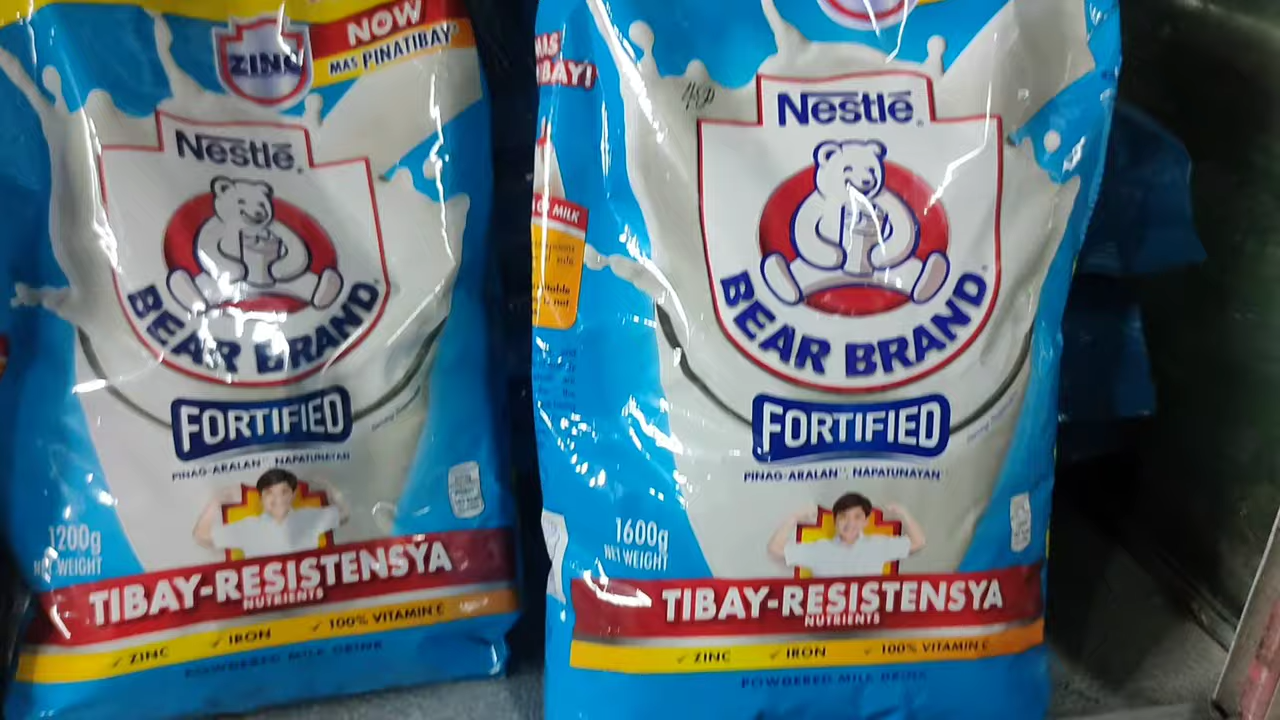 ZINC
NOW
MAS PINATIBAY
Nestlé
BEAR BRAND
FORTIFIED
PINAG-ARALAN NAPATUNAYAN
1200g
NET WEIGHT
TIBAY-RESISTENSYA
NUTRIENTS
ZINC IRON 100% VITAMIN C
POWDERED MILK DRINK
MILK
Nestlé
BEAR BRAND
FORTIFIED
PINAG-ARALAN, NAPATUNAYAN
1600g
NET WEIGHT
TIBAY-RESISTENSYA
NUTRIENTS
ZINC IRON 100% VITAMIN C
POWDERED MILK DRINK